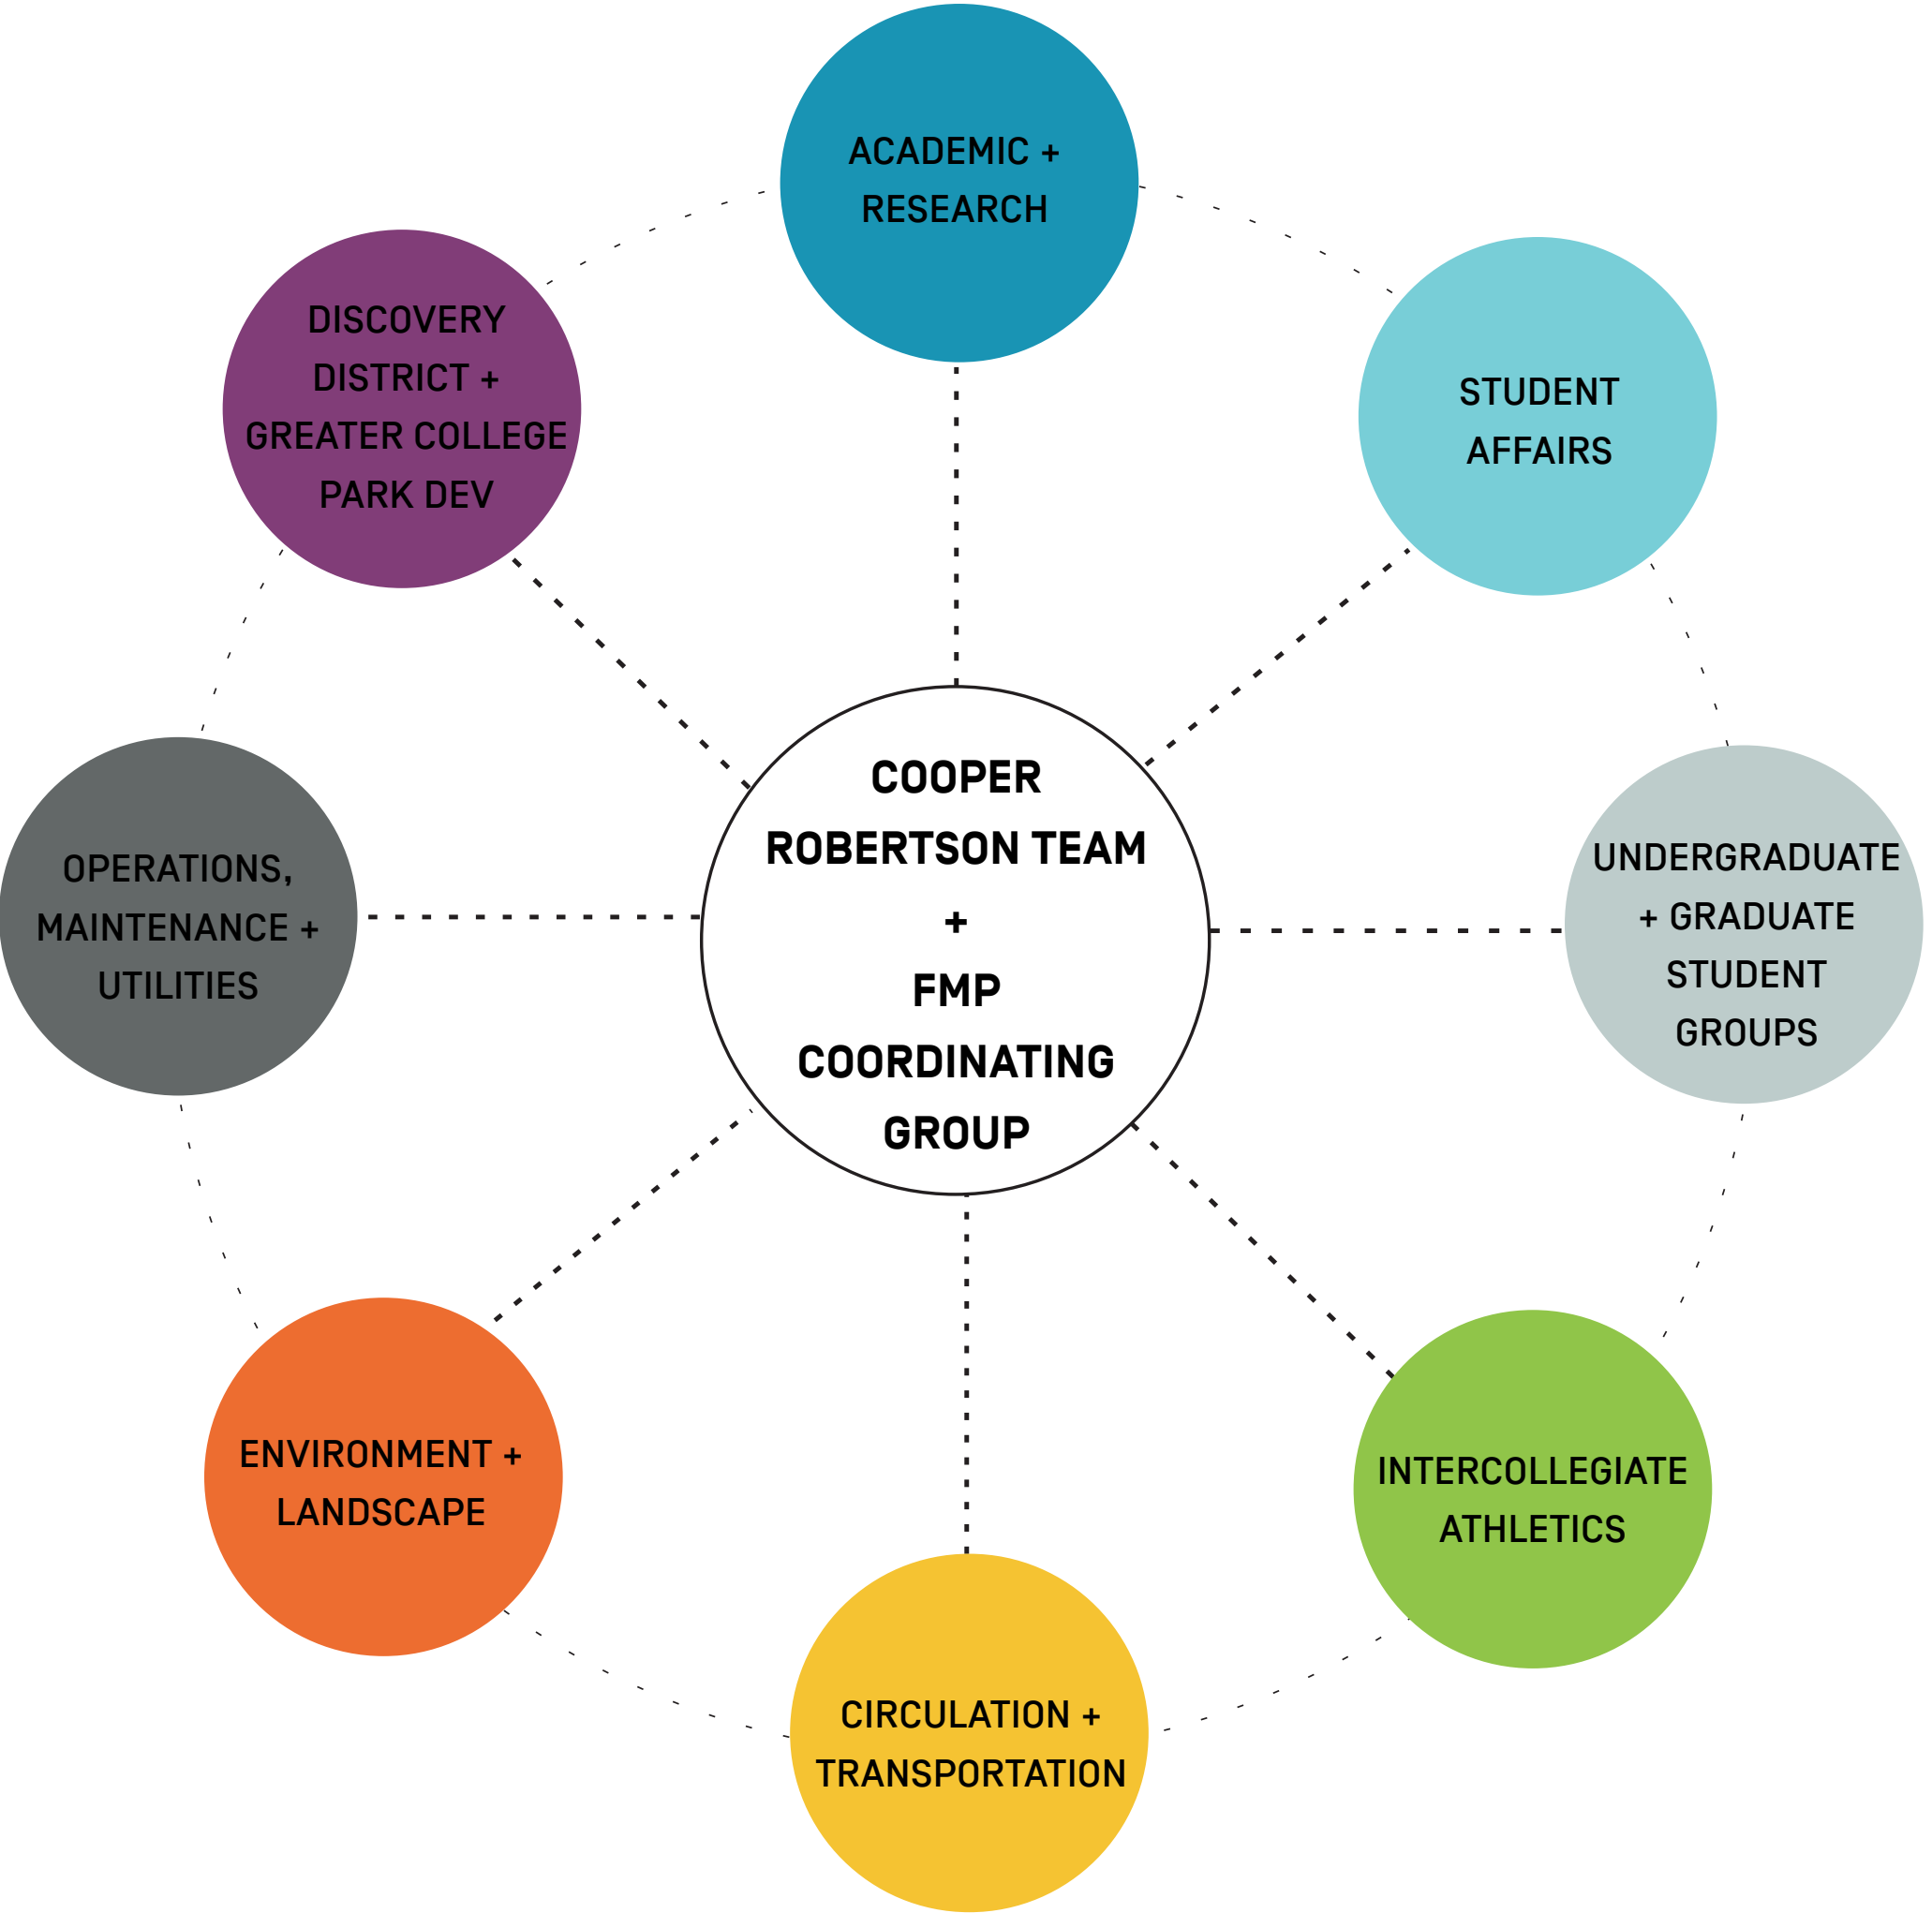 ACADEMIC +
RESEARCH
STUDENT
AFFAIRS
UNDERGRADUATE
+ GRADUATE
STUDENT
GROUPS
INTERCOLLEGIATE
ATHLETICS
CIRCULATION +
TRANSPORTATION
ENVIRONMENT +
LANDSCAPE
OPERATIONS,
MAINTENANCE +
UTILITIES
DISCOVERY
DISTRICT +
GREATER COLLEGE
PARK DEV
COOPER
ROBERTSON TEAM
+
FMP
COORDINATING
GROUP